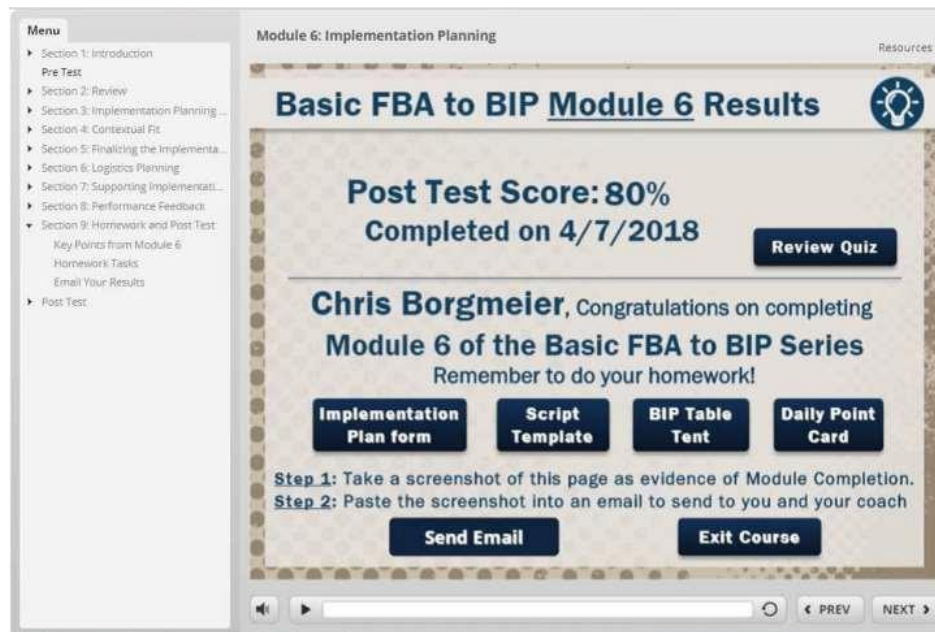 Menu
Section 1: Introduction
Pre Test
Section 2: Review
Section 3: Implementation Planning ...
Section 4: Contextual Fit
Section 5: Finalizing the Implementa...
Section 6: Logistics Planning
Section 7: Supporting Implementati...
Section 8: Performance Feedback
Section 9: Homework and Post Test
Key Points from Module 6
Homework Tasks
Email Your Results
Post Test
Module 6: Implementation Planning
Resources
Basic FBA to BIP Module 6 Results
Post Test Score: 80%
Completed on 4/7/2018
Review Quiz
Chris Borgmeier, Congratulations on completing
Module 6 of the Basic FBA to BIP Series
Remember to do your homework!
Implementation
Plan form
Script
Template
BIP Table
Tent
Daily Point
Card
Step 1: Take a screenshot of this page as evidence of Module Completion.
Step 2: Paste the screenshot into an email to send to you and your coach
Send Email
Exit Course
PREV
NEXT